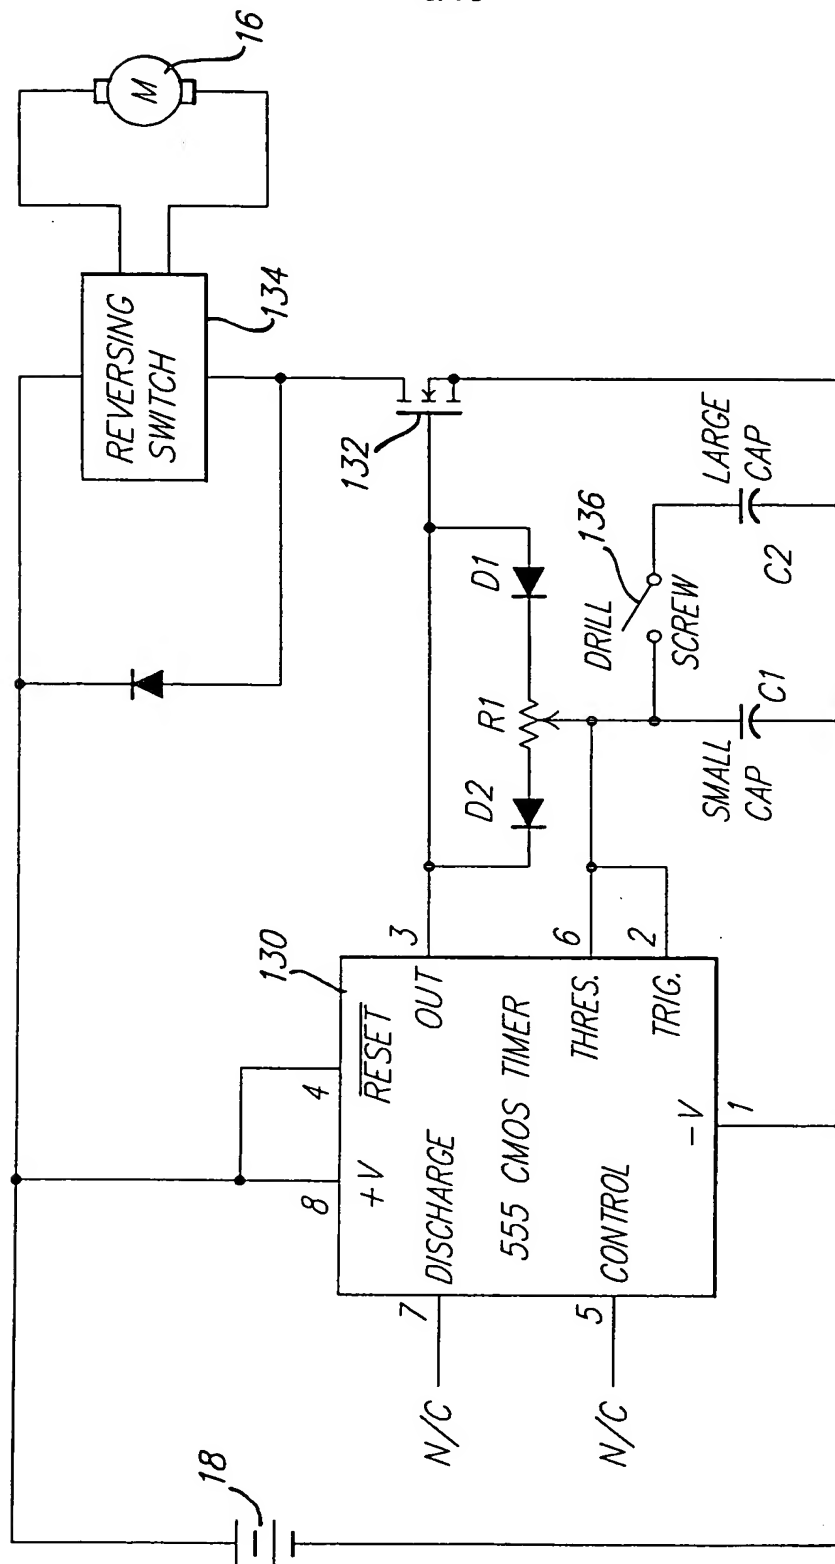 16
M
REVERSING
SWITCH
134
132
D1
R1
D2
DRILL
136
SCREW
LARGE
CAP
C2
SMALL
CAP
C1
130
3
OUT
RESET
4
8
+V
DISCHARGE
7
N/C
555 CMOS TIMER
6
THRES.
2
TRIG.
CONTROL
5
N/C
-V
1
18